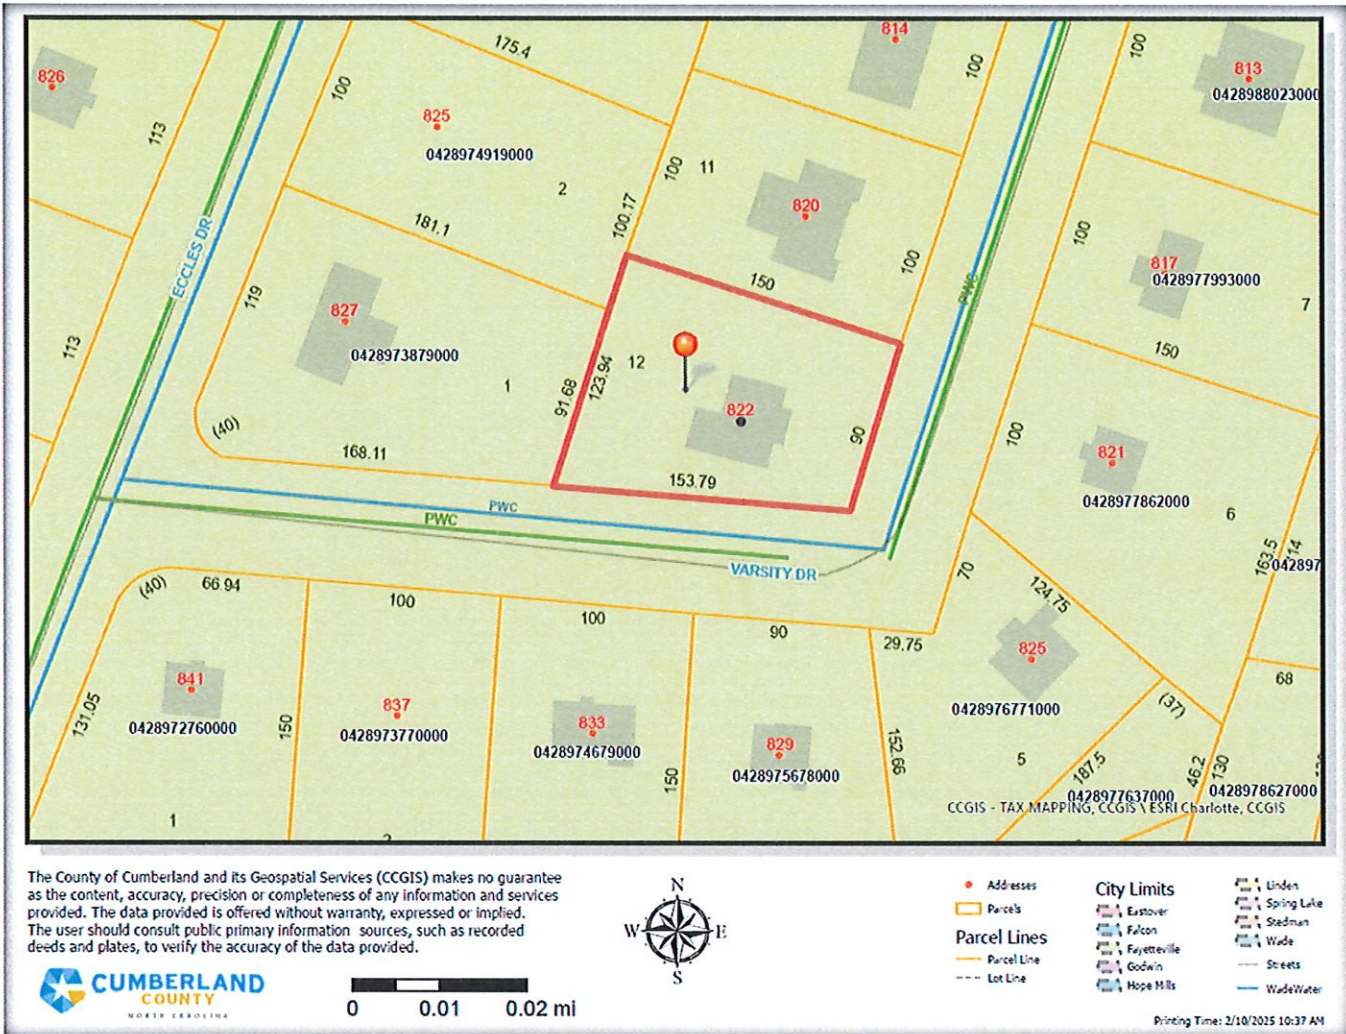 814
813
0428988023000
100
100
175.4
826
100
825
0428974919000
113
2
100
11
820
100.17
181.1
100
100
817
0428977993000
7
ECCLES DR
150
PWC
119
827
0428973879000
113
150
12
123.94
91.68
1
822
90
100
821
0428977862000
6
(40)
168.11
153.79
PWC
PWC
VARSITY DR
163.5
14
042897
70
124.75
(40)
66.94
100
100
90
29.75
825
68
841
131.05
0428972760000
150
837
0428973770000
833
0428974679000
150
829
0428975678000
152.66
0428976771000
(37)
5
187.5
46.2
130
0428977637000
0428978627000
1
CCGIS - TAX MAPPING, CCGIS \ ESRI Charlotte, CCGIS
The County of Cumberland and its Geospatial Services (CCGIS) makes no guarantee
as the content, accuracy, precision or completeness of any information and services
provided. The data provided is offered without warranty, expressed or implied.
The user should consult public primary information sources, such as recorded
deeds and plates, to verify the accuracy of the data provided.
CUMBERLAND
COUNTY
NORTH CAROLINA
0 0.01 0.02 mi
N
W E
S
Addresses
Parcels
Parcel Lines
Parcel Line
Lot Line
City Limits
Eastover
Falcon
Fayetteville
Godwin
Hope Mills
Linden
Spring Lake
Stedman
Wade
Streets
WadeWater
Printing Time: 2/10/2025 10:37 AM